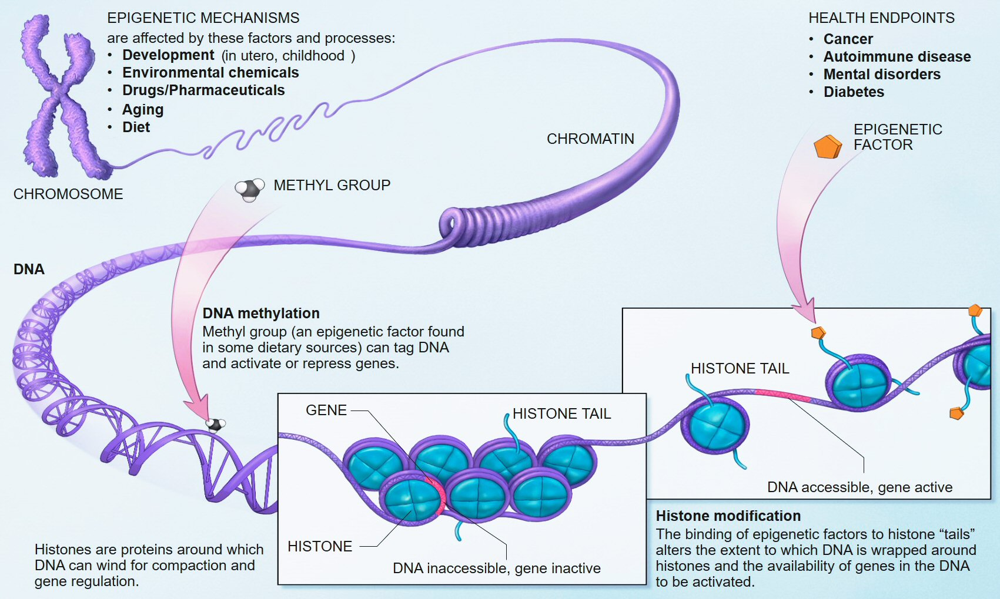 EPIGENETIC MECHANISMS
are affected by these factors and processes:
• Development (in utero, childhood )
• Environmental chemicals
• Drugs/Pharmaceuticals
• Aging
• Diet
HEALTH ENDPOINTS
• Cancer
• Autoimmune disease
• Mental disorders
• Diabetes
EPIGENETIC
FACTOR
CHROMATIN
METHYL GROUP
CHROMOSOME
DNA
DNA methylation
Methyl group (an epigenetic factor found
in some dietary sources) can tag DNA
and activate or repress genes.
HISTONE TAIL
GENE
HISTONE TAIL
DNA accessible, gene active
HISTONE
DNA inaccessible, gene inactive
Histones are proteins around which
DNA can wind for compaction and
gene regulation.
Histone modification
The binding of epigenetic factors to histone “tails”
alters the extent to which DNA is wrapped around
histones and the availability of genes in the DNA
to be activated.